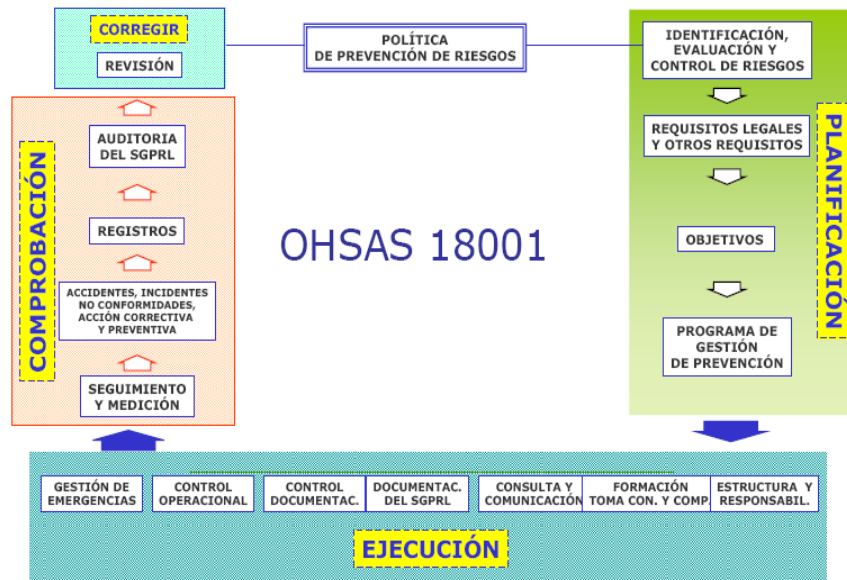 CORREGIR
REVISIÓN
POLÍTICA
DE PREVENCIÓN DE RIESGOS
IDENTIFICACIÓN,
EVALUACIÓN Y
CONTROL DE RIESGOS
REQUISITOS LEGALES
Y OTROS REQUISITOS
OBJETIVOS
PROGRAMA DE
GESTIÓN
DE PREVENCIÓN
PLANIFICACIÓN
OHSAS 18001
COMPROBACIÓN
AUDITORIA
DEL SGPRL
REGISTROS
ACCIDENTES, INCIDENTES
NO CONFORMIDADES,
ACCIÓN CORRECTIVA
Y PREVENTIVA
SEGUIMIENTO
Y MEDICIÓN
GESTIÓN DE
EMERGENCIAS
CONTROL
OPERACIONAL
CONTROL
DOCUMENTAC.
DOCUMENTAC.
DEL SGPRL
CONSULTA Y
COMUNICACIÓN
FORMACIÓN
TOMA CON. Y COMP.
ESTRUCTURA Y
RESPONSABIL.
EJECUCIÓN